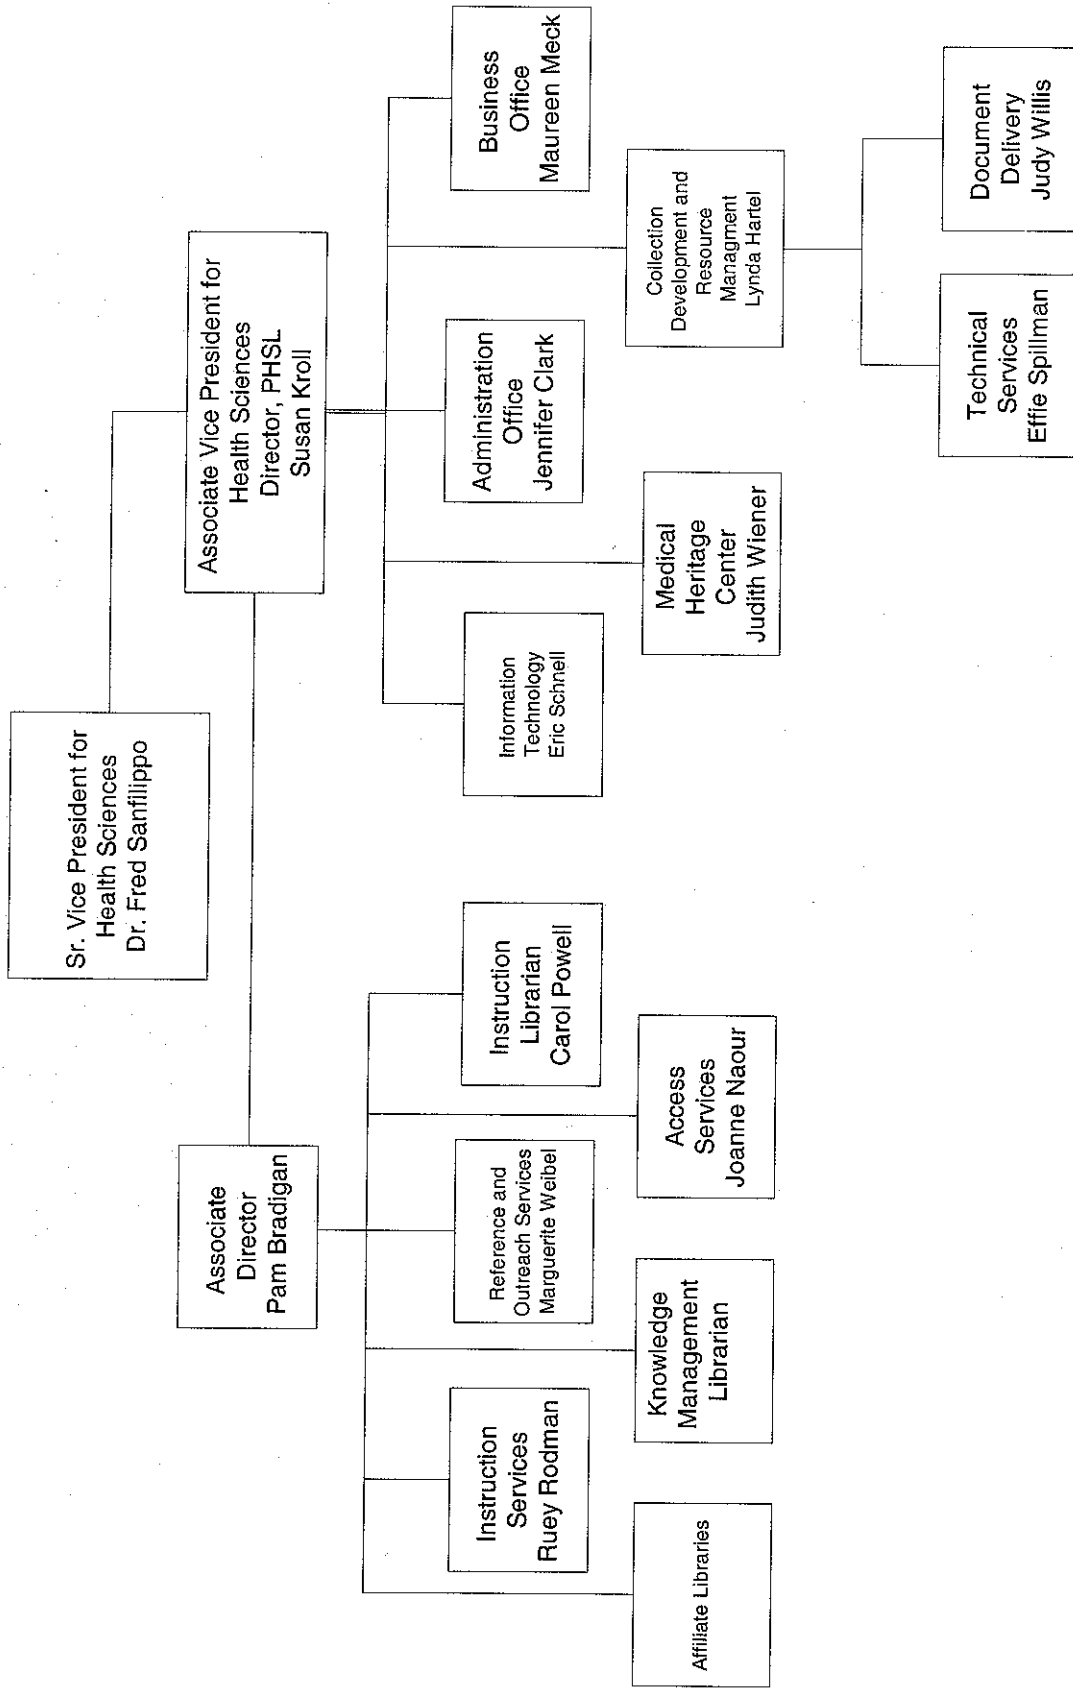 Sr. Vice President for
Health Sciences
Dr. Fred Sanfilippo
Associate
Director
Pam Bradigan
Associate Vice President for
Health Sciences
Director, PHSL
Susan Kroll
Instruction
Services
Ruey Rodman
Reference and
Outreach Services
Marguerite Weibel
Instruction
Librarian
Carol Powell
Information
Technology
Eric Schnell
Administration
Office
Jennifer Clark
Business
Office
Maureen Meck
Affiliate Libraries
Knowledge
Management
Librarian
Access
Services
Joanne Naour
Medical
Heritage
Center
Judith Wiener
Collection
Development and
Resource
Managment
Lynda Hartel
Technical
Services
Effie Spillman
Document
Delivery
Judy Willis